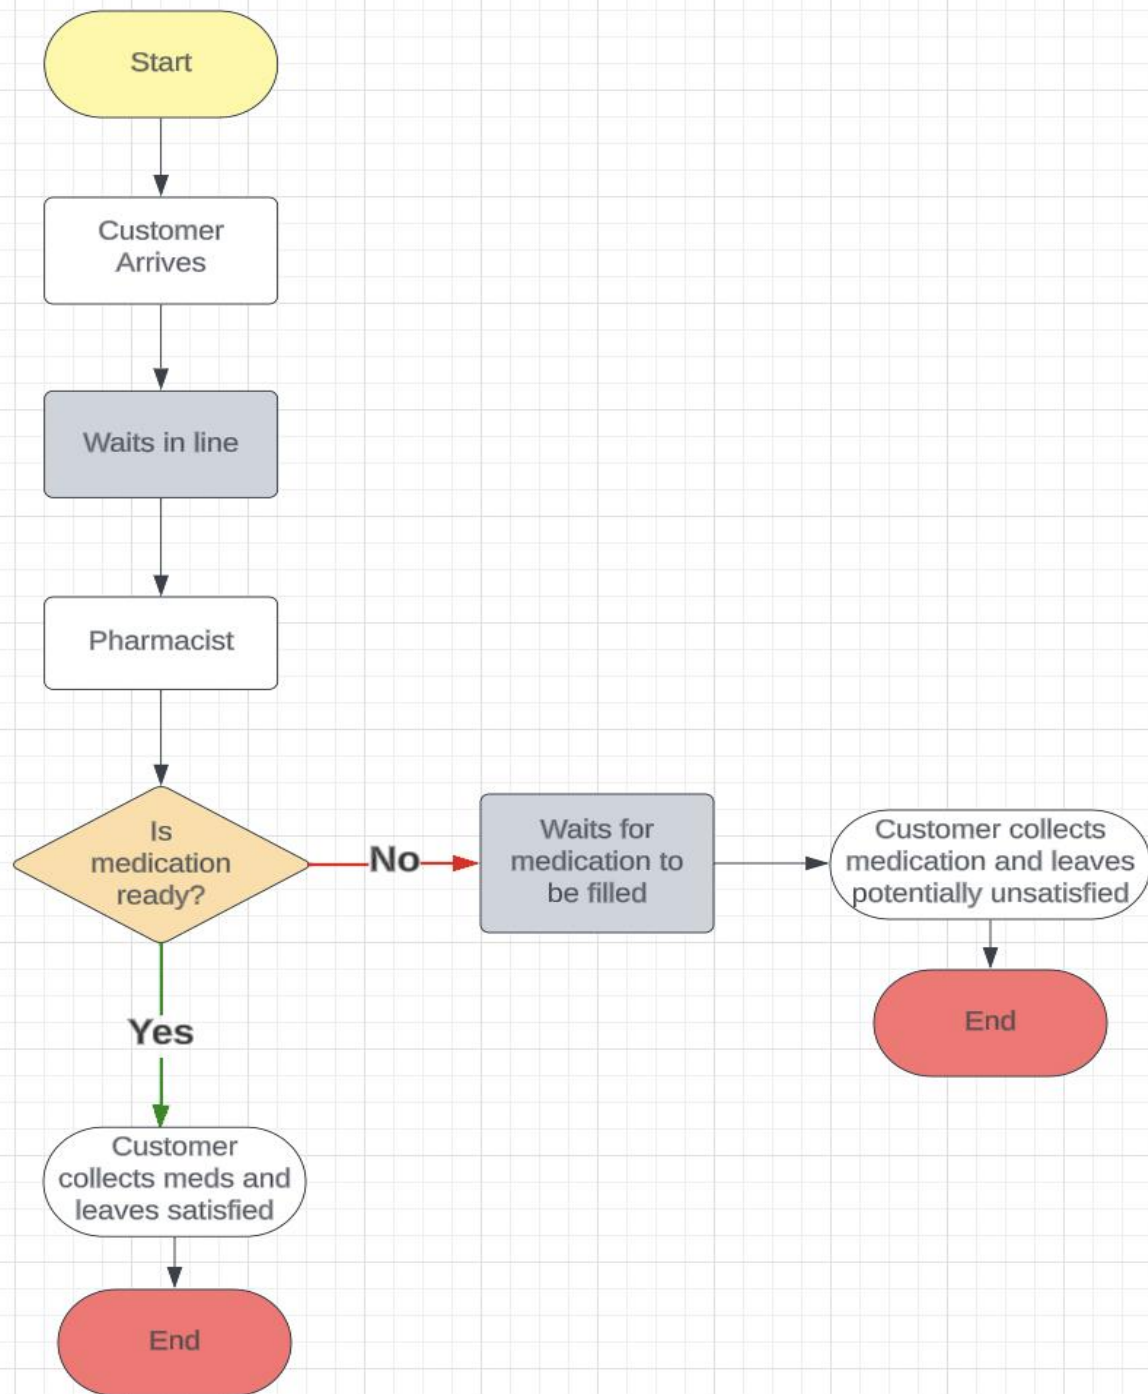 Start
Customer
Arrives
Waits in line
Pharmacist
Is
medication
ready?
No
Waits for
medication to
be filled
Customer collects
medication and leaves
potentially unsatisfied
End
Yes
Customer
collects meds and
leaves satisfied
End